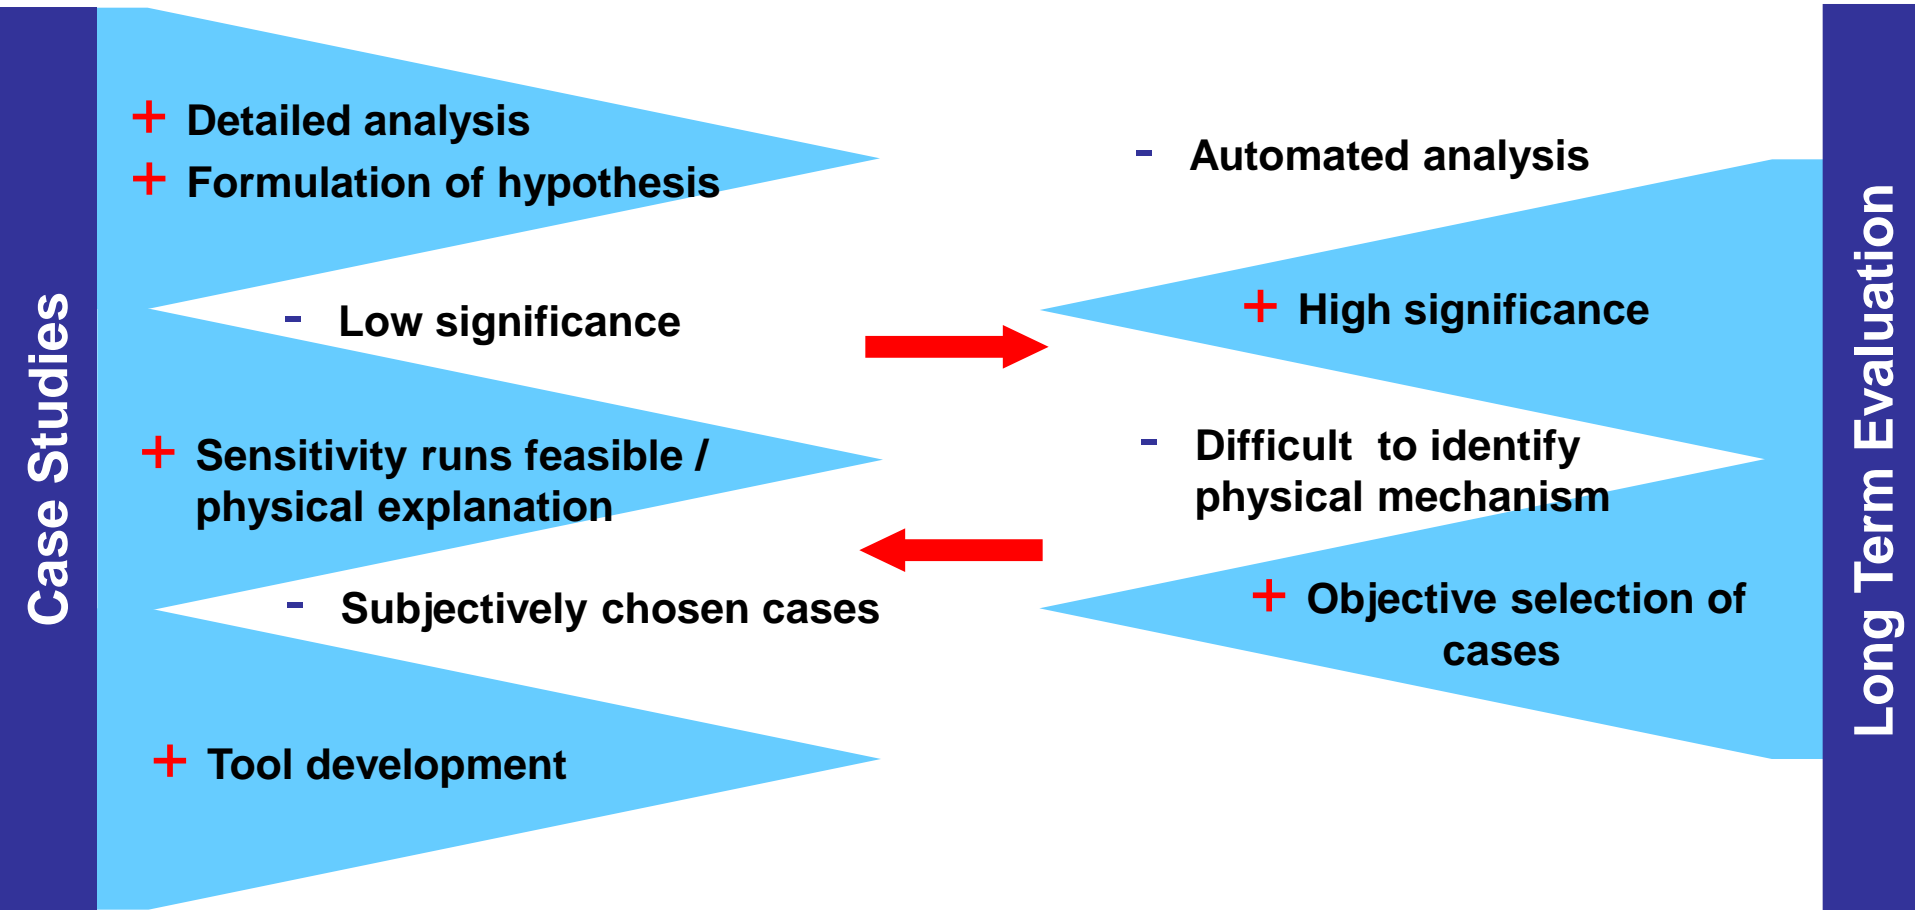 Case Studies
+ Detailed analysis
+ Formulation of hypothesis
- Low significance
+ Sensitivity runs feasible /
physical explanation
- Subjectively chosen cases
+ Tool development
- Automated analysis
+ High significance
- Difficult to identify
physical mechanism
+ Objective selection of
cases
Long Term Evaluation